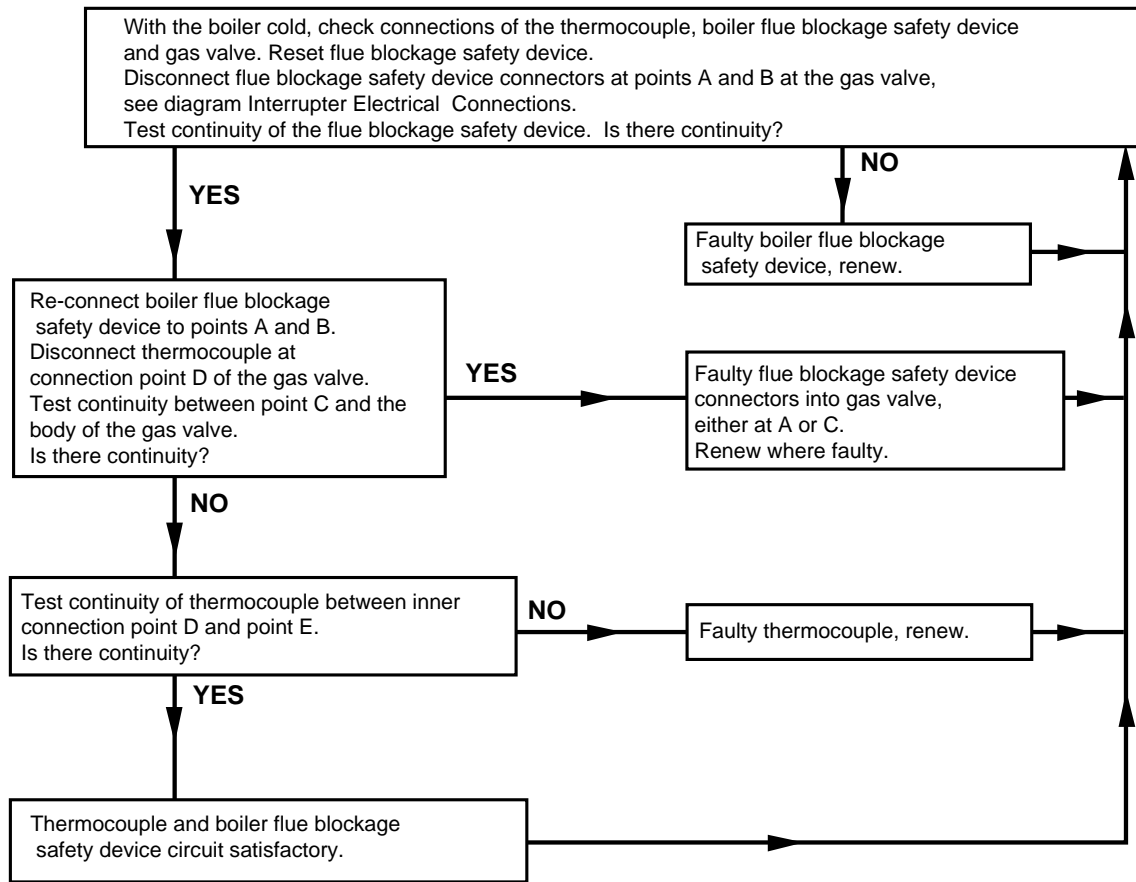 With the boiler cold, check connections of the thermocouple, boiler flue blockage safety device
and gas valve. Reset flue blockage safety device.
Disconnect flue blockage safety device connectors at points A and B at the gas valve,
see diagram Interrupter Electrical Connections.
Test continuity of the flue blockage safety device. Is there continuity?
NO
YES
Faulty boiler flue blockage
safety device, renew.
Re-connect boiler flue blockage
safety device to points A and B.
Disconnect thermocouple at
connection point D of the gas valve.
Test continuity between point C and the
body of the gas valve.
Is there continuity?
YES
Faulty flue blockage safety device
connectors into gas valve,
either at A or C.
Renew where faulty.
NO
Test continuity of thermocouple between inner
connection point D and point E.
Is there continuity?
NO
Faulty thermocouple, renew.
YES
Thermocouple and boiler flue blockage
safety device circuit satisfactory.